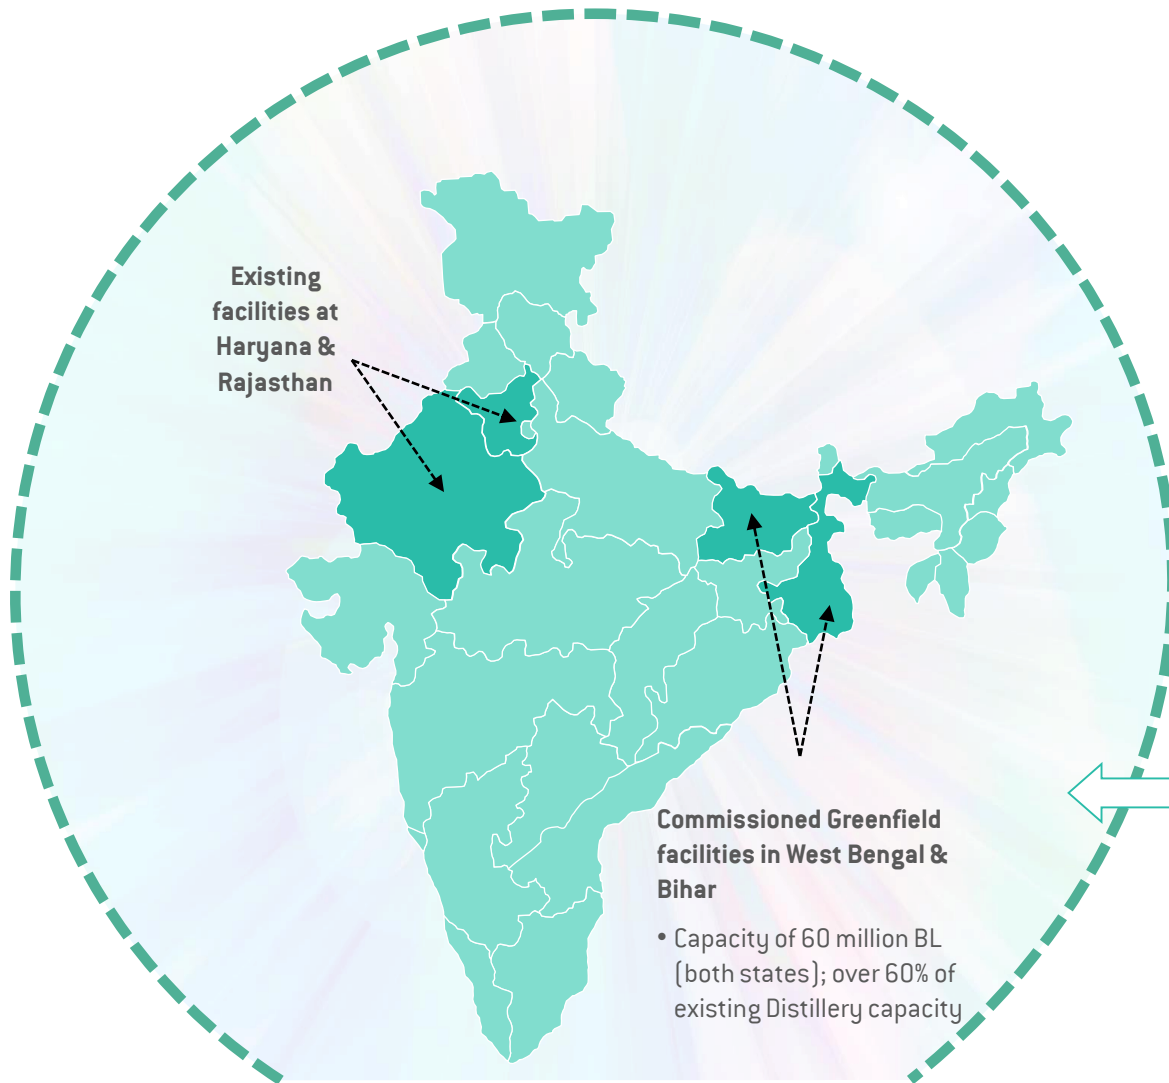 Existing
facilities at
Haryana &
Rajasthan
Commissioned Greenfield
facilities in West Bengal &
Bihar
• Capacity of 60 million BL
(both states); over 60% of
existing Distillery capacity